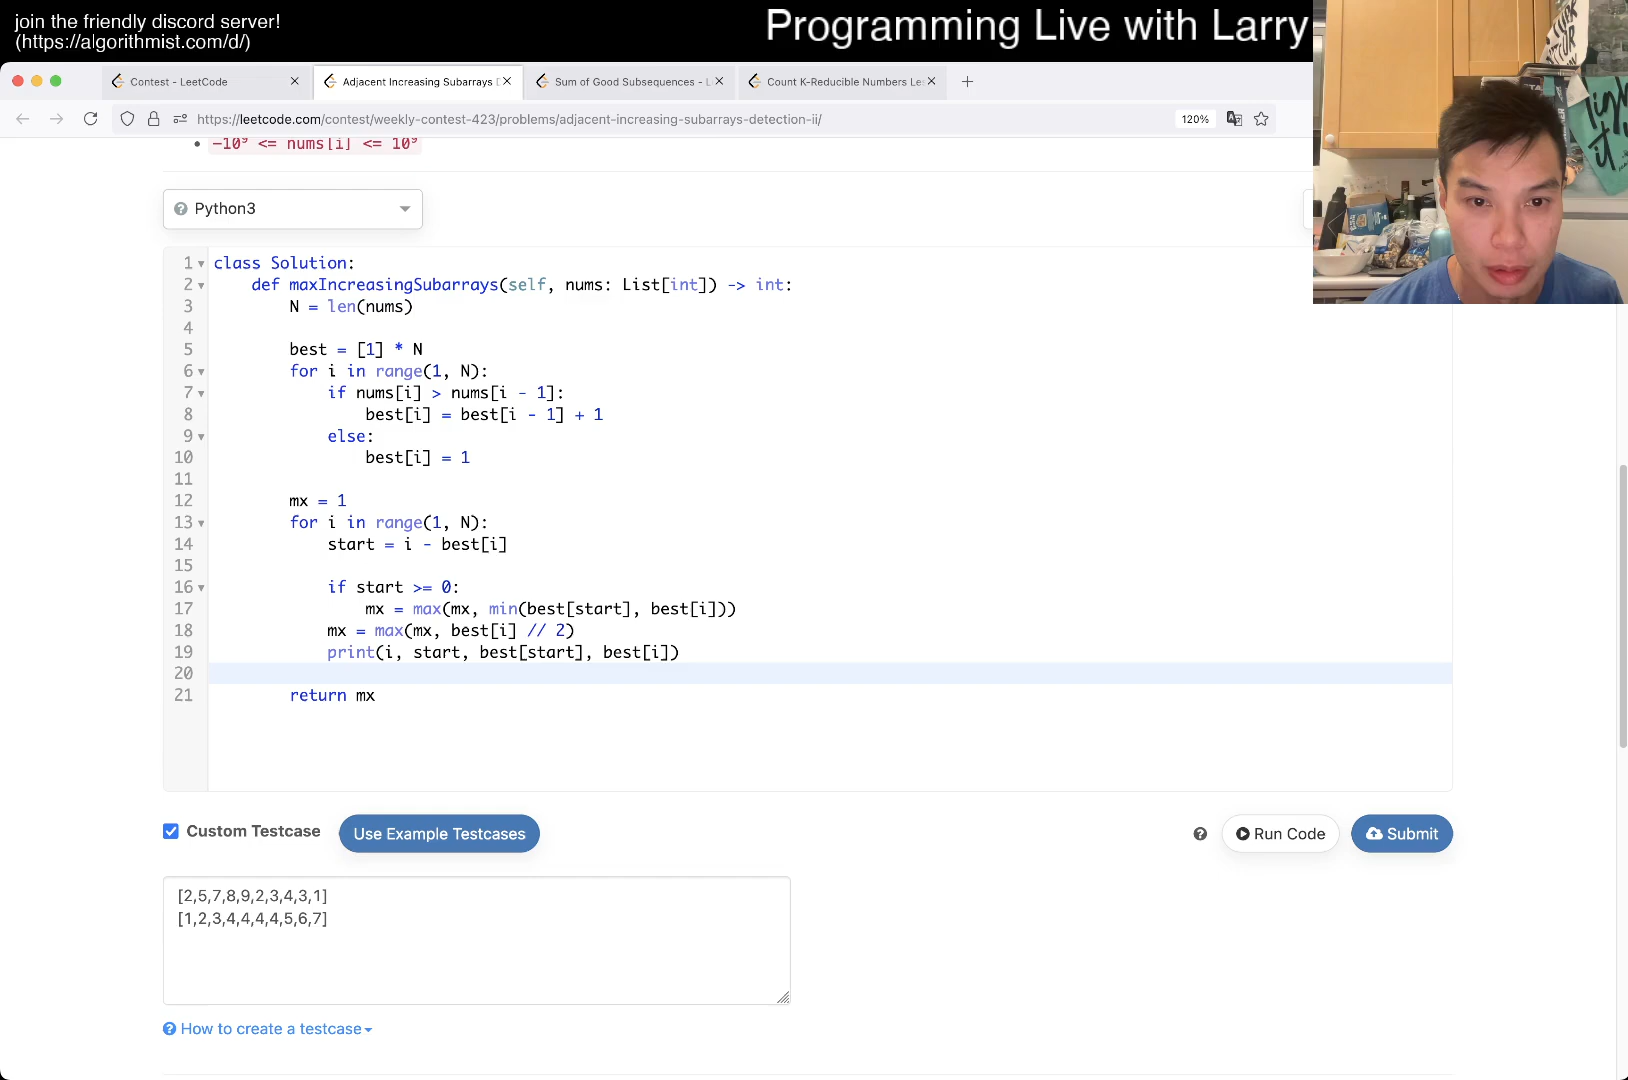 join the friendly discord server!
(https://algorithmist.com/d/)
Programming Live with Larry
Contest - LeetCode
Adjacent Increasing Subarrays
Sum of Good Subsequences - L
Count K-Reducible Numbers Le
https://leetcode.com/contest/weekly-contest-423/problems/adjacent-increasing-subarrays-detection-ii/
120%
-10⁹ <= nums[i] <= 10⁹
Python3
1 class Solution:
2 def maxIncreasingSubarrays(self, nums: List[int]) -> int:
3 N = len(nums)
4
5 best = [1] * N
6 for i in range(1, N):
7 if nums[i] > nums[i - 1]:
8 best[i] = best[i - 1] + 1
9 else:
10 best[i] = 1
11
12 mx = 1
13 for i in range(1, N):
14 start = i - best[i]
15
16 if start >= 0:
17 mx = max(mx, min(best[start], best[i]))
18 mx = max(mx, best[i] // 2)
19 print(i, start, best[start], best[i])
20
21 return mx
Custom Testcase
Use Example Testcases
Run Code
Submit
[2,5,7,8,9,2,3,4,3,1]
[1,2,3,4,4,4,4,5,6,7]
How to create a testcase